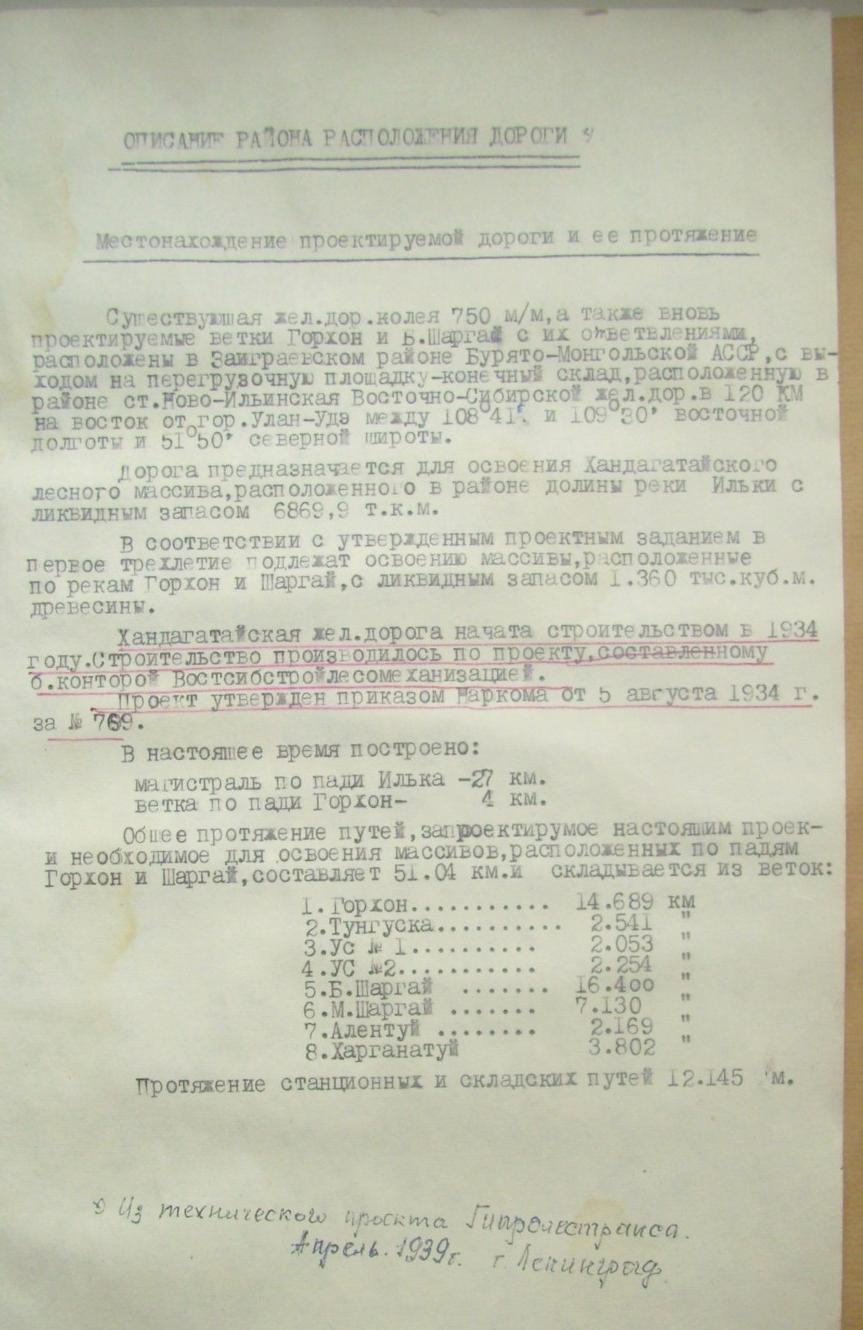 ОПИСАНИЕ РАЙОНА РАСПОЛОЖЕНИЯ ДОРОГИ
Местонахождение проектируемой дороги и ее протяжение
Существующая жел.дор.колея 750 м/м,а также вновь
проектируемые ветки Горхон и Б.Шаргай с их ответвлениями,
расположены в Заиграевском районе Бурято-Монгольской АССР,с вы-
ходом на перегрузочную площадку-конечный склад,расположенную в
районе ст.Ново-Ильинская Восточно-Сибирской жел.дор.в 120 КМ
на восток от гор.Улан-Удэ между 108°41' и 109°30' восточной
долготы и 51°50' северной широты.
Дорога предназначается для освоения Хандагатайского
лесного массива,расположенного в районе долины реки Ильки с
ликвидным запасом 6869,9 т.к.м.
В соответствии с утвержденным проектным заданием в
первое трехлетие подлежат освоению массивы,расположенные
по рекам Горхон и Шаргай,с ликвидным запасом 1.360 тыс.куб.м.
древесины.
Хандагатайская жел.дорога начата строительством в 1934
году.Строительство производилось по проекту,составленному
б.конторой Востсибстройлесомеханизацией.
Проект утвержден приказом Наркома от 5 августа 1934 г.
за № 769.
В настоящее время построено:
магистраль по пади Илька -27 км.
ветка по пади Горхон- 4 км.
Общее протяжение путей,запроектирумое настоящим проек-
и необходимое для освоения массивов,расположенных по падям
Горхон и Шаргай,составляет 51.04 км.и складывается из веток:
1.Горхон........... 14.689 км
2.Тунгуска.......... 2.541 "
3.Ус № 1........... 2.053 "
4.УС №2........... 2.254 "
5.Б.Шаргай ....... 16.400 "
6.М.Шаргай ....... 7.130 "
7.Алентуй ........ 2.169 "
8.Харганатуй 3.802 "
Протяжение станционных и складских путей 12.145 м.
Из технического проекта Гипролестранса.
Апрель. 1939г. г. Ленинград.